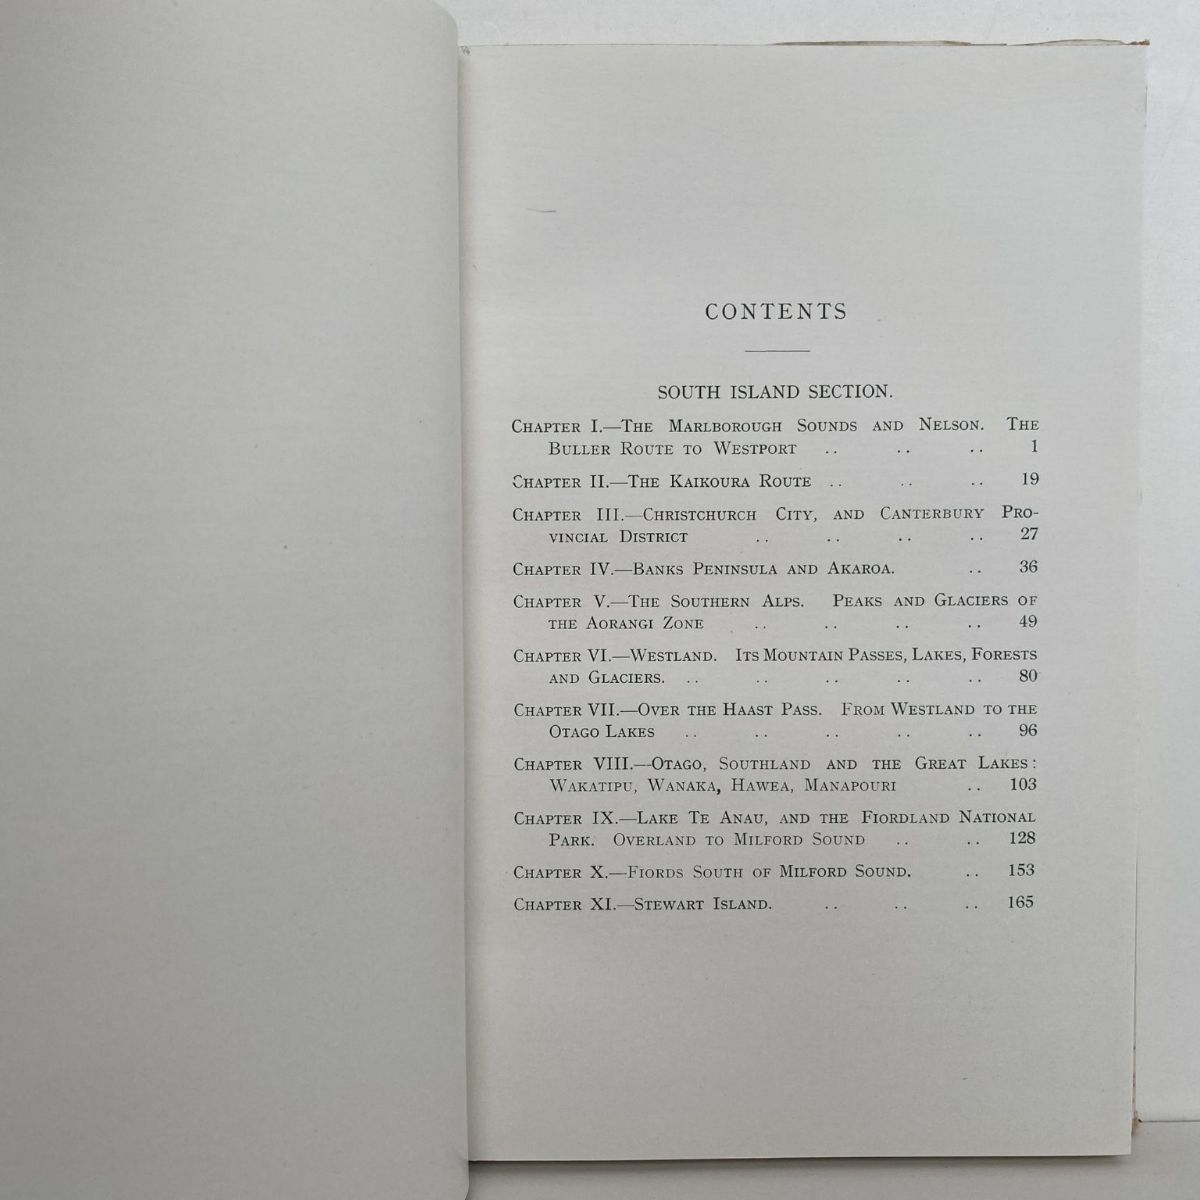 CONTENTS
SOUTH ISLAND SECTION.
CHAPTER I.—THE MARLBOROUGH SOUNDS AND NELSON. THE
BULLER ROUTE TO WESTPORT .. .. .. 1
CHAPTER II.—THE KAIKOURA ROUTE .. .. .. 19
CHAPTER III.—CHRISTCHURCH CITY, AND CANTERBURY PRO-
VINCIAL DISTRICT .. .. .. .. 27
CHAPTER IV.—BANKS PENINSULA AND AKAROA. .. 36
CHAPTER V.—THE SOUTHERN ALPS. PEAKS AND GLACIERS OF
THE AORANGI ZONE .. .. .. .. 49
CHAPTER VI.—WESTLAND. ITS MOUNTAIN PASSES, LAKES, FORESTS
AND GLACIERS. .. .. .. .. .. 80
CHAPTER VII.—OVER THE HAAST PASS. FROM WESTLAND TO THE
OTAGO LAKES .. .. .. .. .. 96
CHAPTER VIII.—OTAGO, SOUTHLAND AND THE GREAT LAKES:
WAKATIPU, WANAKA, HAWEA, MANAPOURI .. 103
CHAPTER IX.—LAKE TE ANAU, AND THE FIORDLAND NATIONAL
PARK. OVERLAND TO MILFORD SOUND .. .. 128
CHAPTER X.—FIORDS SOUTH OF MILFORD SOUND. .. 153
CHAPTER XI.—STEWART ISLAND. .. .. .. 165